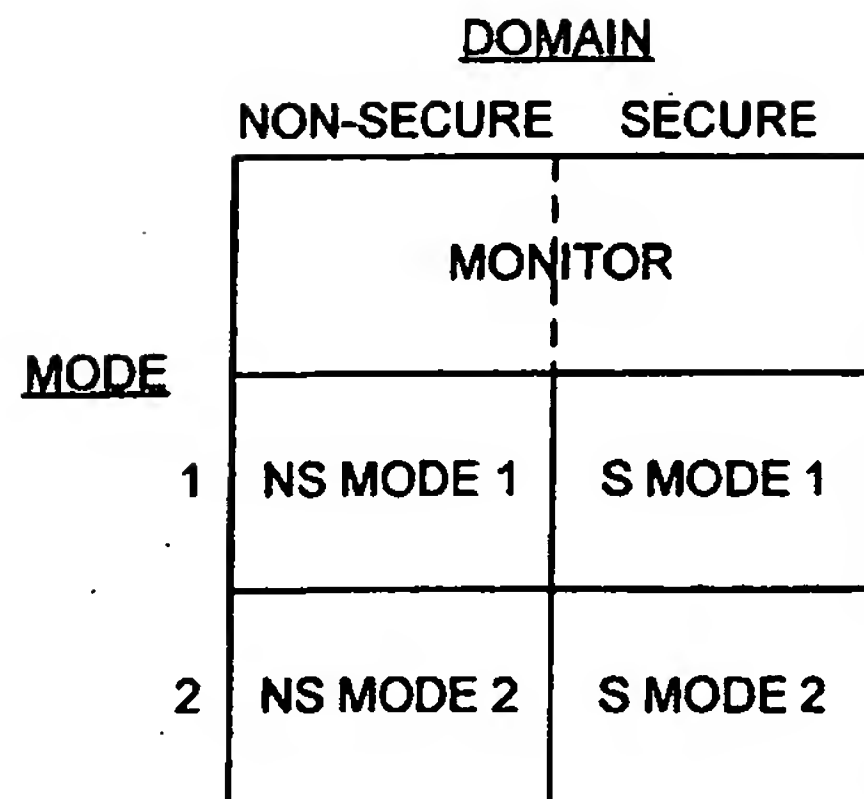 DOMAIN
NON-SECURE SECURE
MONITOR
MODE
1 NS MODE 1 S MODE 1
2 NS MODE 2 S MODE 2